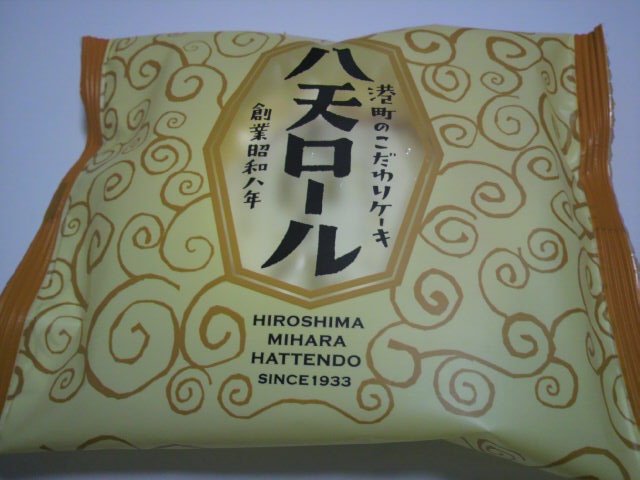 港町のこだわりケーキ
八天ロール
創業昭和八年
HIROSHIMA
MIHARA
HATTENDO
SINCE1933